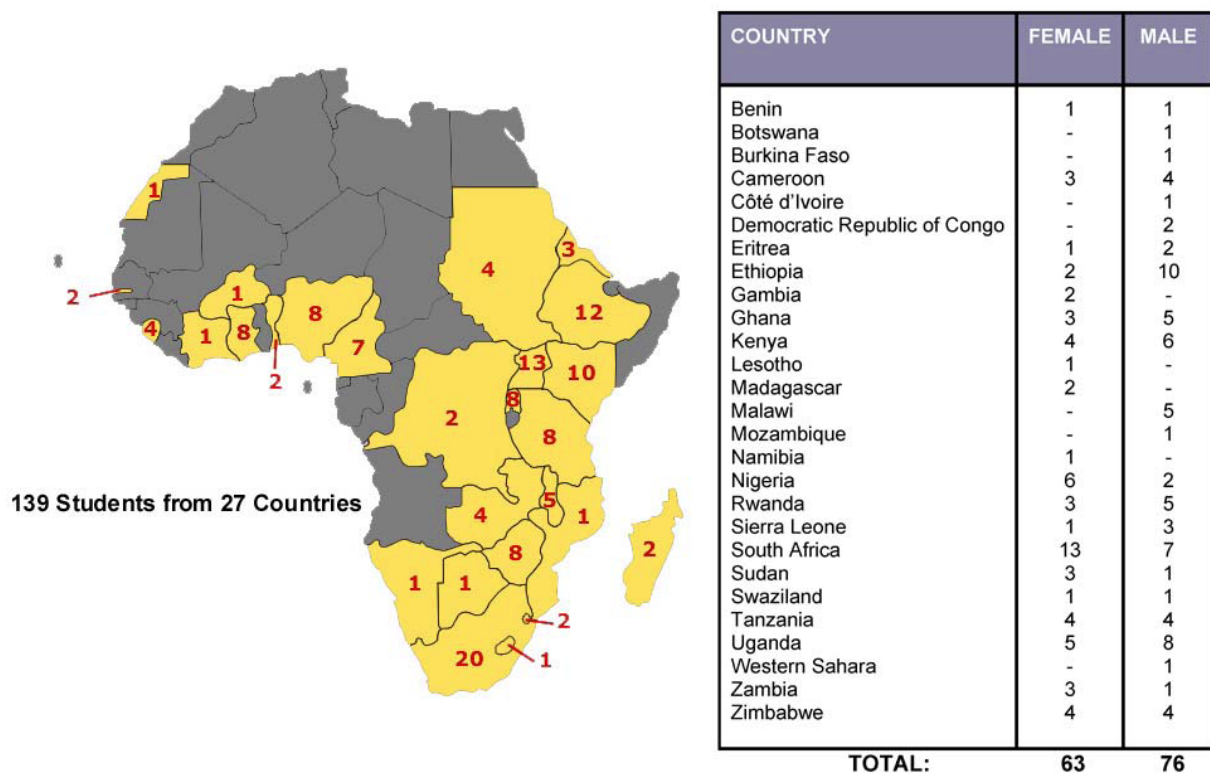 1
2
1
4
1
8
2
8
7
4
3
12
13
10
8
2
8
5
4
1
8
2
1
1
2
20
1
139 Students from 27 Countries
COUNTRY FEMALE MALE
Benin 1 1
Botswana - 1
Burkina Faso - 1
Cameroon 3 4
Côté d'Ivoire - 1
Democratic Republic of Congo - 2
Eritrea 1 2
Ethiopia 2 10
Gambia 2 -
Ghana 3 5
Kenya 4 6
Lesotho 1 -
Madagascar 2 -
Malawi - 5
Mozambique - 1
Namibia 1 -
Nigeria 6 2
Rwanda 3 5
Sierra Leone 1 3
South Africa 13 7
Sudan 3 1
Swaziland 1 1
Tanzania 4 4
Uganda 5 8
Western Sahara - 1
Zambia 3 1
Zimbabwe 4 4
TOTAL: 63 76